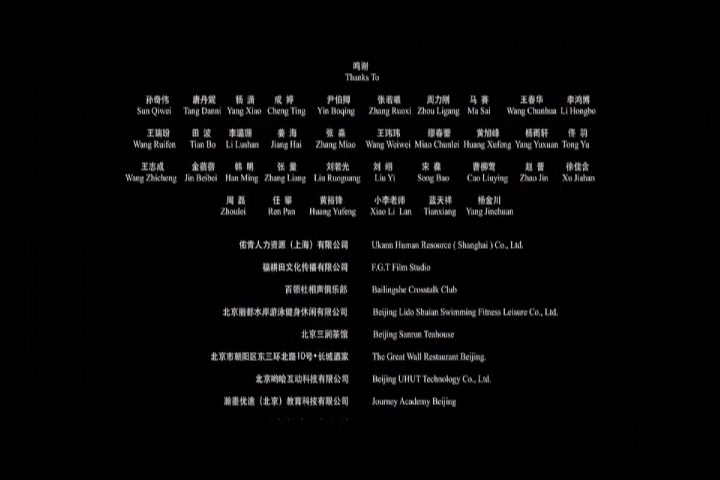 鸣谢
Thanks To
孙奇伟 唐丹妮 杨潇 成婷 尹伯卿 张若曦 周力刚 马赛 王春华 李鸿博
Sun Qiwei Tang Danni Yang Xiao Cheng Ting Yin Boqing Zhang Ruoxi Zhou Ligang Ma Sai Wang Chunhua Li Hongbo
王瑞玢 田波 李璐珊 姜海 张淼 王玮玮 缪春蕾 黄旭峰 杨雨轩 佟羽
Wang Ruifen Tian Bo Li Lushan Jiang Hai Zhang Miao Wang Weiwei Miao Chunlei Huang Xufeng Yang Yuxuan Tong Yu
王志成 金蓓蓓 韩明 张量 刘若光 刘翊 宋葆 曹柳莺 赵晋 徐佳含
Wang Zhicheng Jin Beibei Han Ming Zhang Liang Liu Ruoguang Liu Yi Song Bao Cao Liuying Zhao Jin Xu Jiahan
周磊 任攀 黄裕锋 小李老师 蓝天祥 杨金川
Zhoulei Ren Pan Huang Yufeng Xiao Li Lan Tianxiang Yang Jinchuan
佑肯人力资源（上海）有限公司 Ukann Human Resource ( Shanghai ) Co., Ltd.
福耕田文化传播有限公司 F.G.T Film Studio
百领社相声俱乐部 Bailingshe Crosstalk Club
北京丽都水岸游泳健身休闲有限公司 Beijing Lido Shuian Swimming Fitness Leisure Co., Ltd.
北京三润茶馆 Beijing Sanrun Teahouse
北京市朝阳区东三环北路10号•长城酒家 The Great Wall Restaurant Beijing.
北京哟哈互动科技有限公司 Beijing UHUT Technology Co., Ltd.
瀚墨优途（北京）教育科技有限公司 Journey Academy Beijing